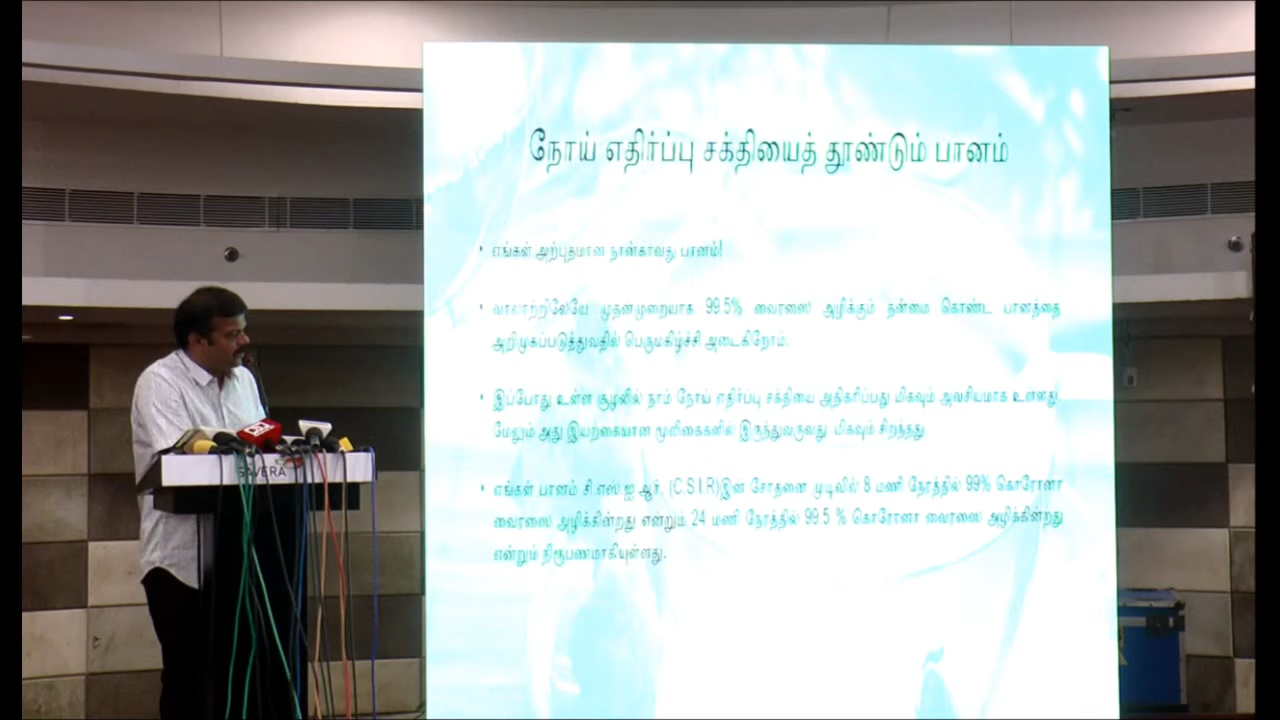 நோய் எதிர்ப்பு சக்தியைத் தூண்டும் பானம்
• எங்கள் அற்புதமான நான்காவது பானம்!
• வரலாற்றிலேயே முதன்முறையாக 99.5% வைரஸை அழிக்கும் தன்மை கொண்ட பானத்தை
அறிமுகப்படுத்துவதில் பெருமகிழ்ச்சி அடைகிறோம்.
• இப்போது உள்ள சூழலில் நாம் நோய் எதிர்ப்பு சக்தியை அதிகரிப்பது மிகவும் அவசியமாக உள்ளது.
மேலும் அது இயற்கையான மூலிகைகளில் இருந்துவருவது மிகவும் சிறந்தது
• எங்கள் பானம் சி.எஸ்.ஐ.ஆர். (C.S.I.R)இன் சோதனை முடிவில் 8 மணி நேரத்தில் 99% கொரோனா
வைரஸை அழிக்கின்றது என்றும் 24 மணி நேரத்தில் 99.5 % கொரோனா வைரஸை அழிக்கின்றது
என்றும் நிரூபணமாகியுள்ளது.
SAVERA